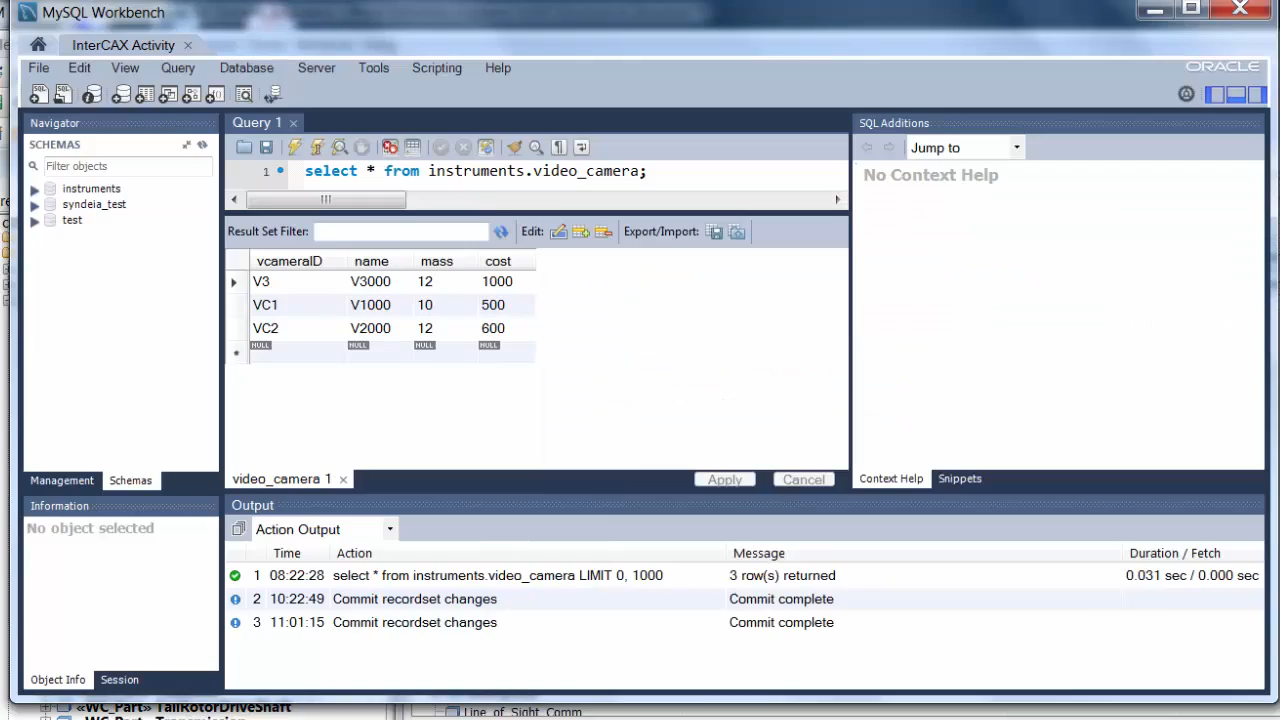 MySQL Workbench
InterCAX Activity
File Edit View Query Database Server Tools Scripting Help
ORACLE
Navigator
SCHEMAS
Filter objects
instruments
syndeia_test
test
Management Schemas
Information
No object selected
Object Info Session
Query 1
1 select * from instruments.video_camera;
Result Set Filter: Edit: Export/Import:
vcameraID name mass cost
V3 V3000 12 1000
VC1 V1000 10 500
VC2 V2000 12 600
NULL NULL NULL NULL
video_camera 1 Apply Cancel
SQL Additions
Jump to
No Context Help
Context Help Snippets
Output
Action Output
Time Action Message Duration / Fetch
1 08:22:28 select * from instruments.video_camera LIMIT 0, 1000 3 row(s) returned 0.031 sec / 0.000 sec
2 10:22:49 Commit recordset changes Commit complete
3 11:01:15 Commit recordset changes Commit complete
«WC_Part» TailRotorDriveShaft
Line_of_Sight_Comm